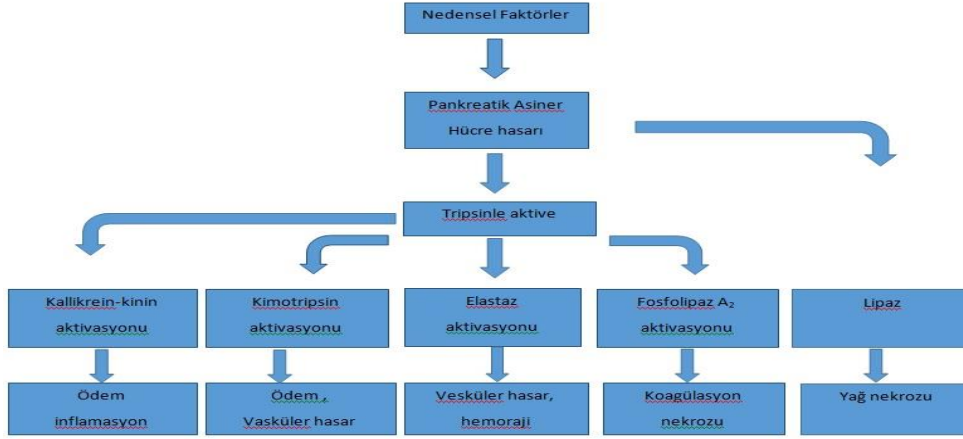 Nedensel Faktörler
Pankreatik Asiner
Hücre hasarı
Tripsinle aktive
Kallikrein-kinin
aktivasyonu
Kimotripsin
aktivasyonu
Elastaz
aktivasyonu
Fosfolipaz A₂
aktivasyonu
Lipaz
Ödem
inflamasyon
Ödem ,
Vasküler hasar
Vesküler hasar,
hemoraji
Koagülasyon
nekrozu
Yağ nekrozu